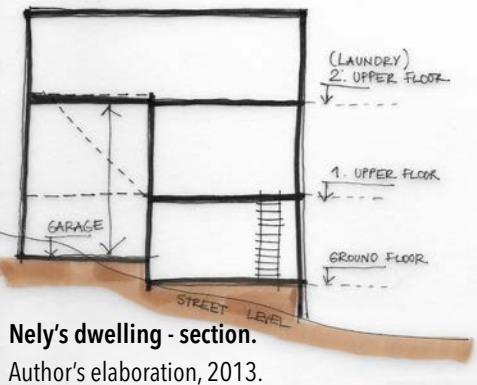 (LAUNDRY)
2. UPPER FLOOR
1. UPPER FLOOR
GARAGE
GROUND FLOOR
STREET LEVEL
Nely's dwelling - section.
Author's elaboration, 2013.